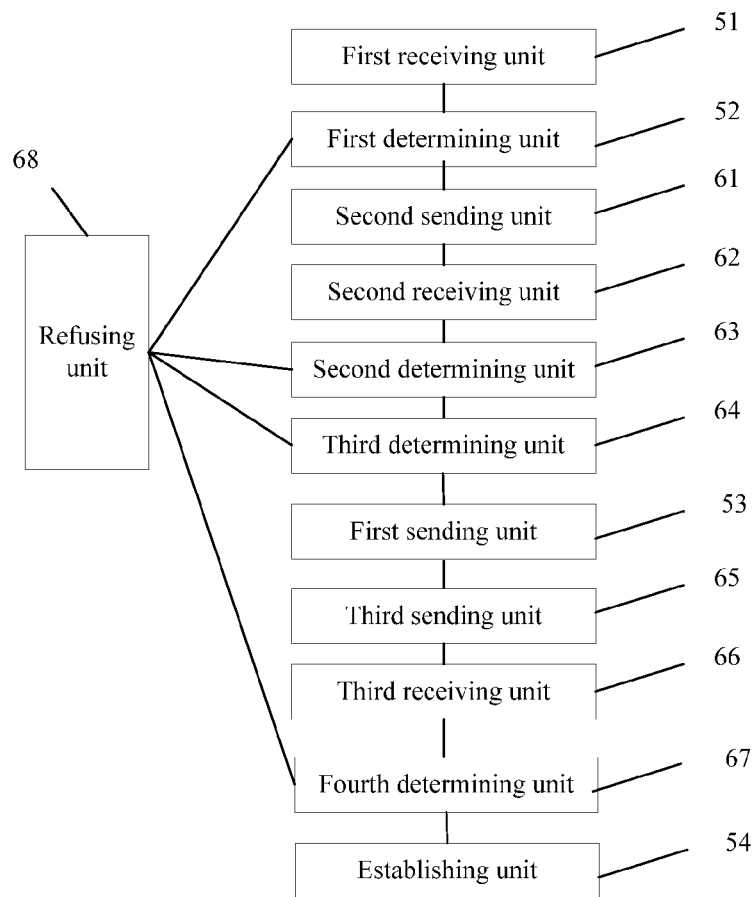 51
First receiving unit
52
First determining unit
68
61
Second sending unit
62
Second receiving unit
Refusing
unit
63
Second determining unit
64
Third determining unit
53
First sending unit
65
Third sending unit
66
Third receiving unit
67
Fourth determining unit
54
Establishing unit